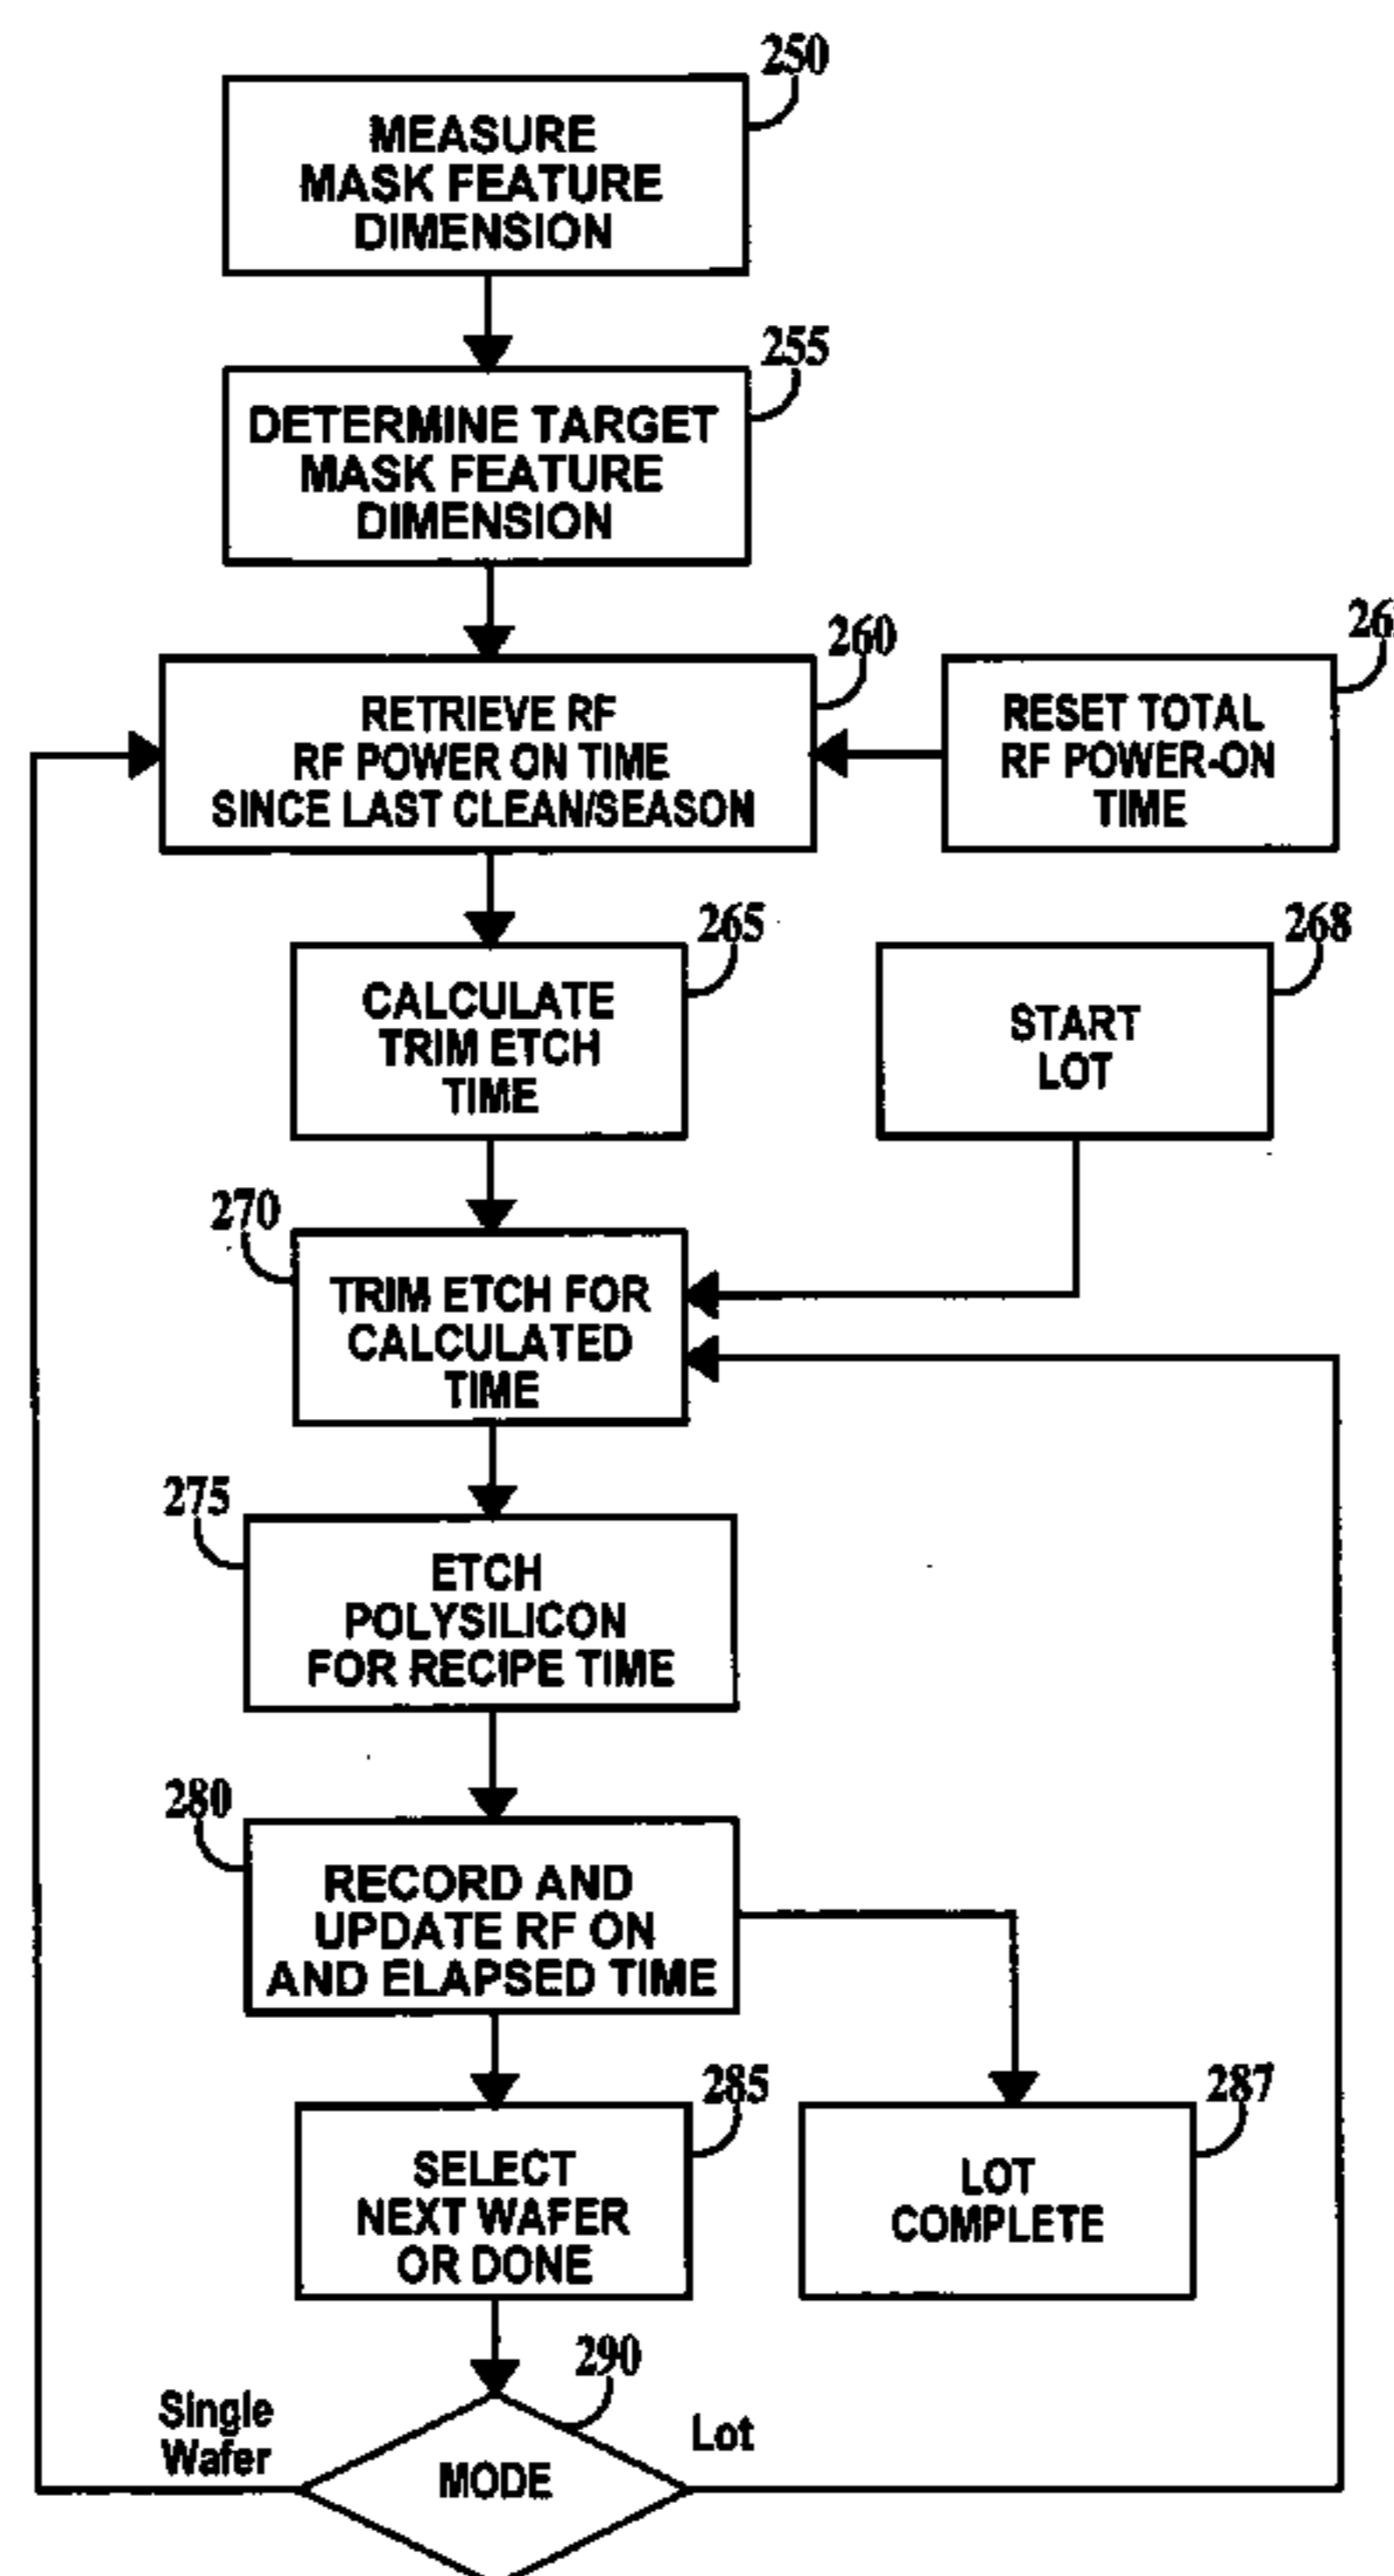 250
MEASURE
MASK FEATURE
DIMENSION
255
DETERMINE TARGET
MASK FEATURE
DIMENSION
260
RETRIEVE RF
RF POWER ON TIME
SINCE LAST CLEAN/SEASON
26
RESET TOTAL
RF POWER-ON
TIME
265
CALCULATE
TRIM ETCH
TIME
268
START
LOT
270
TRIM ETCH FOR
CALCULATED
TIME
275
ETCH
POLYSILICON
FOR RECIPE TIME
280
RECORD AND
UPDATE RF ON
AND ELAPSED TIME
285
SELECT
NEXT WAFER
OR DONE
287
LOT
COMPLETE
290
Single
Wafer
MODE
Lot